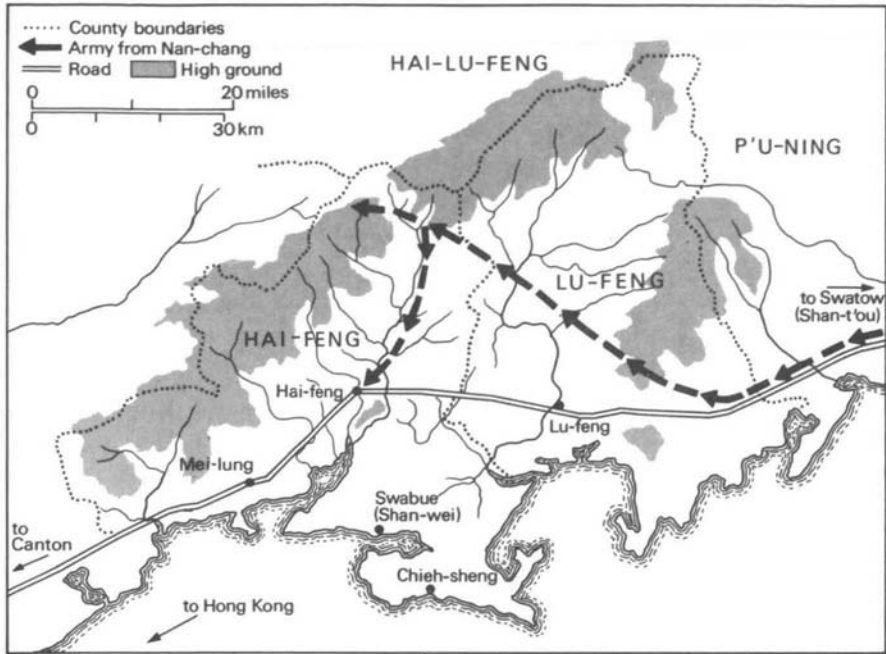 County boundaries
Army from Nan-chang
Road High ground
0 20 miles
0 30 km
HAI-LU-FENG
P'U-NING
LU-FENG
to Swatow
(Shan-t'ou)
HAI-FENG
Hai-feng
Lu-feng
Mei-lung
Swabue
(Shan-wei)
to
Canton
Chieh-sheng
to Hong Kong